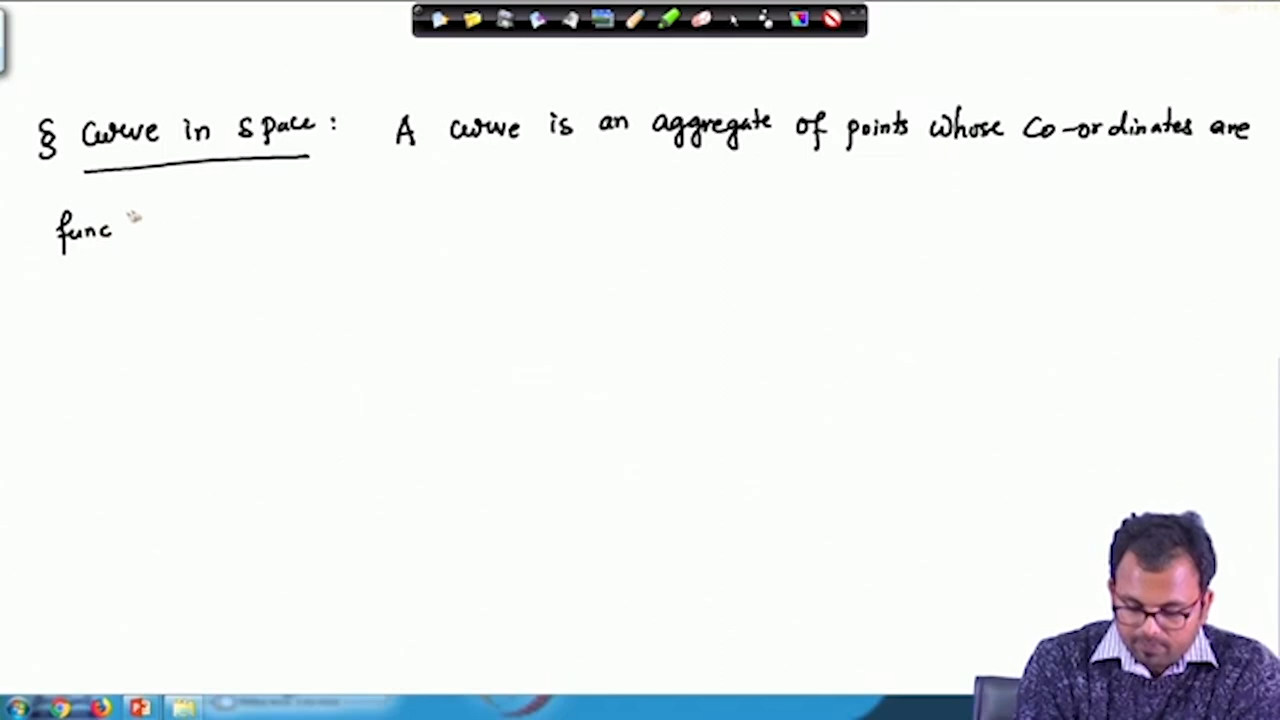 § Curve in space : A curve is an aggregate of points whose Co-ordinates are
func